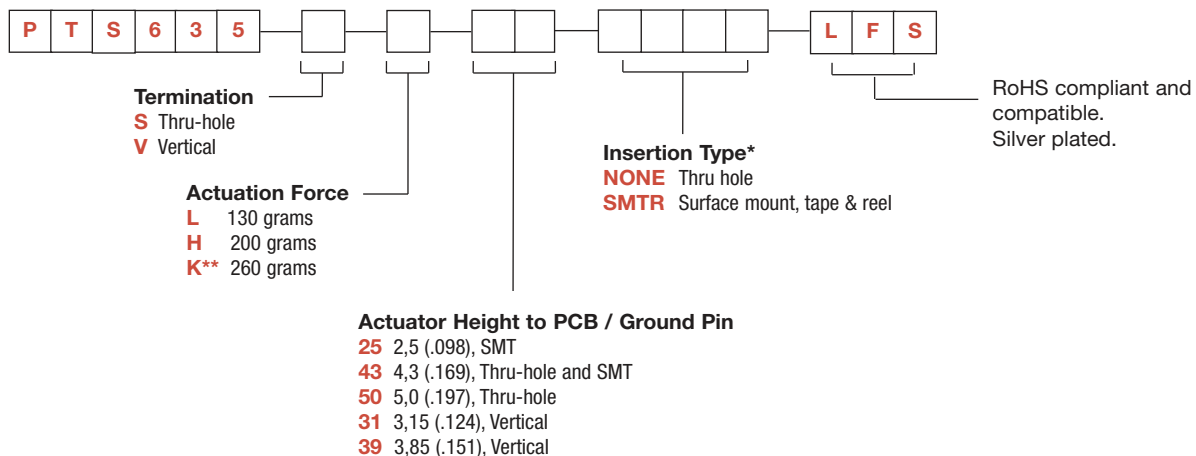 PTS635 LFS
RoHS compliant and
compatible.
Silver plated.
Termination
S Thru-hole
V Vertical
Actuation Force
L 130 grams
H 200 grams
K** 260 grams
Insertion Type*
NONE Thru hole
SMTR Surface mount, tape & reel
Actuator Height to PCB / Ground Pin
25 2,5 (.098), SMT
43 4,3 (.169), Thru-hole and SMT
50 5,0 (.197), Thru-hole
31 3,15 (.124), Vertical
39 3,85 (.151), Vertical